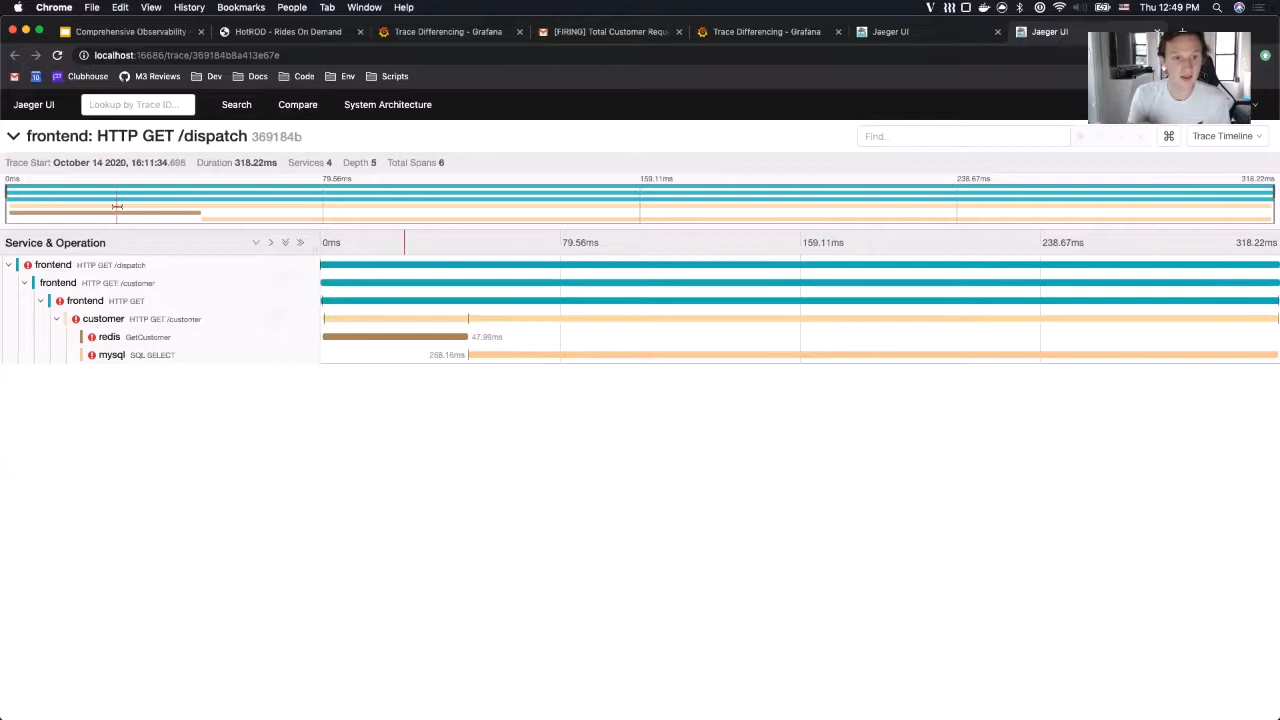 Chrome File Edit View History Bookmarks People Tab Window Help Thu 12:49 PM
Comprehensive Observability HotROD - Rides On Demand Trace Differencing - Grafana [FIRING] Total Customer Requ Trace Differencing - Grafana Jaeger UI Jaeger UI
localhost:16686/trace/369184b8a413e67e
Clubhouse M3 Reviews Dev Docs Code Env Scripts
Jaeger UI Lookup by Trace ID... Search Compare System Architecture
frontend: HTTP GET /dispatch 369184b Find... Trace Timeline
Trace Start: October 14 2020, 16:11:34.698 Duration 318.22ms Services 4 Depth 5 Total Spans 6
0ms 79.56ms 159.11ms 238.67ms 318.22ms
Service & Operation 0ms 79.56ms 159.11ms 238.67ms 318.22ms
frontend HTTP GET /dispatch
frontend HTTP GET: /customer
frontend HTTP GET
customer HTTP GET /customer
redis GetCustomer 47.99ms
mysql SQL SELECT 268.16ms